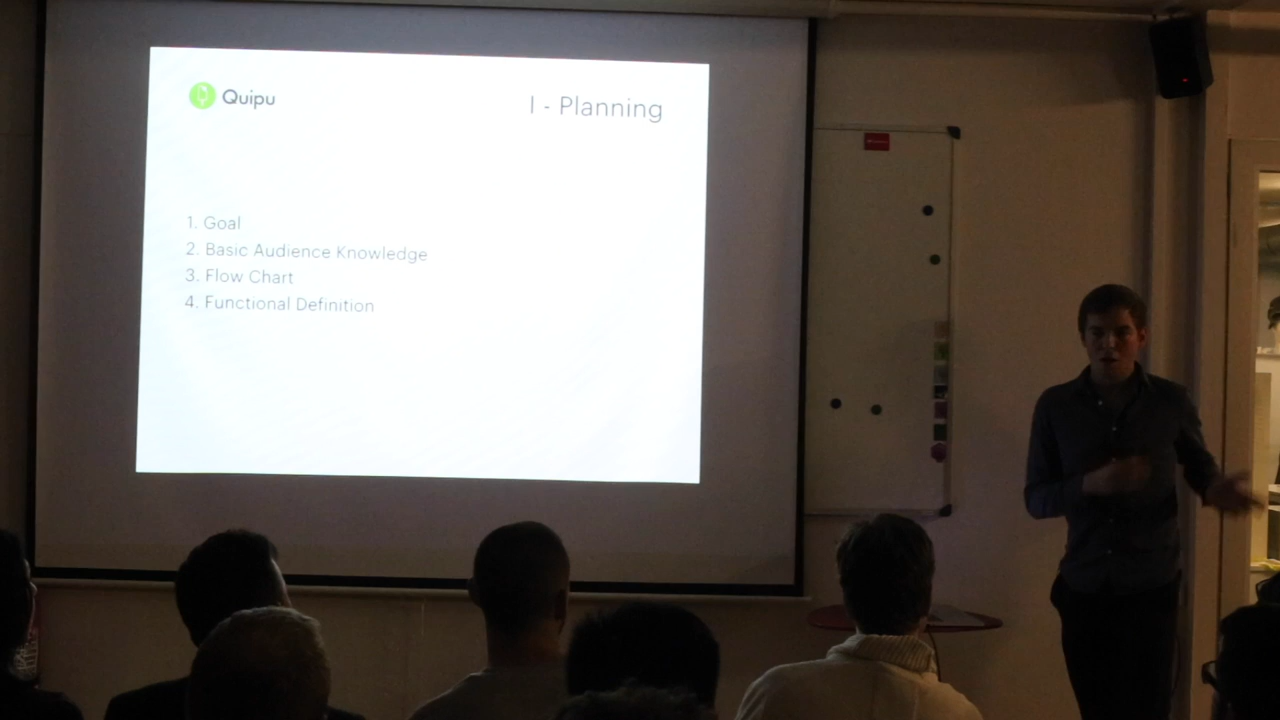 Quipu
I - Planning
1. Goal
2. Basic Audience Knowledge
3. Flow Chart
4. Functional Definition